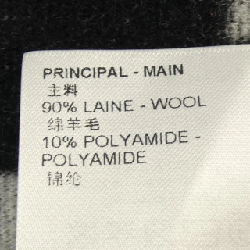 PRINCIPAL - MAIN
主料
90% LAINE - WOOL
绵羊毛
10% POLYAMIDE -
POLYAMIDE
锦纶